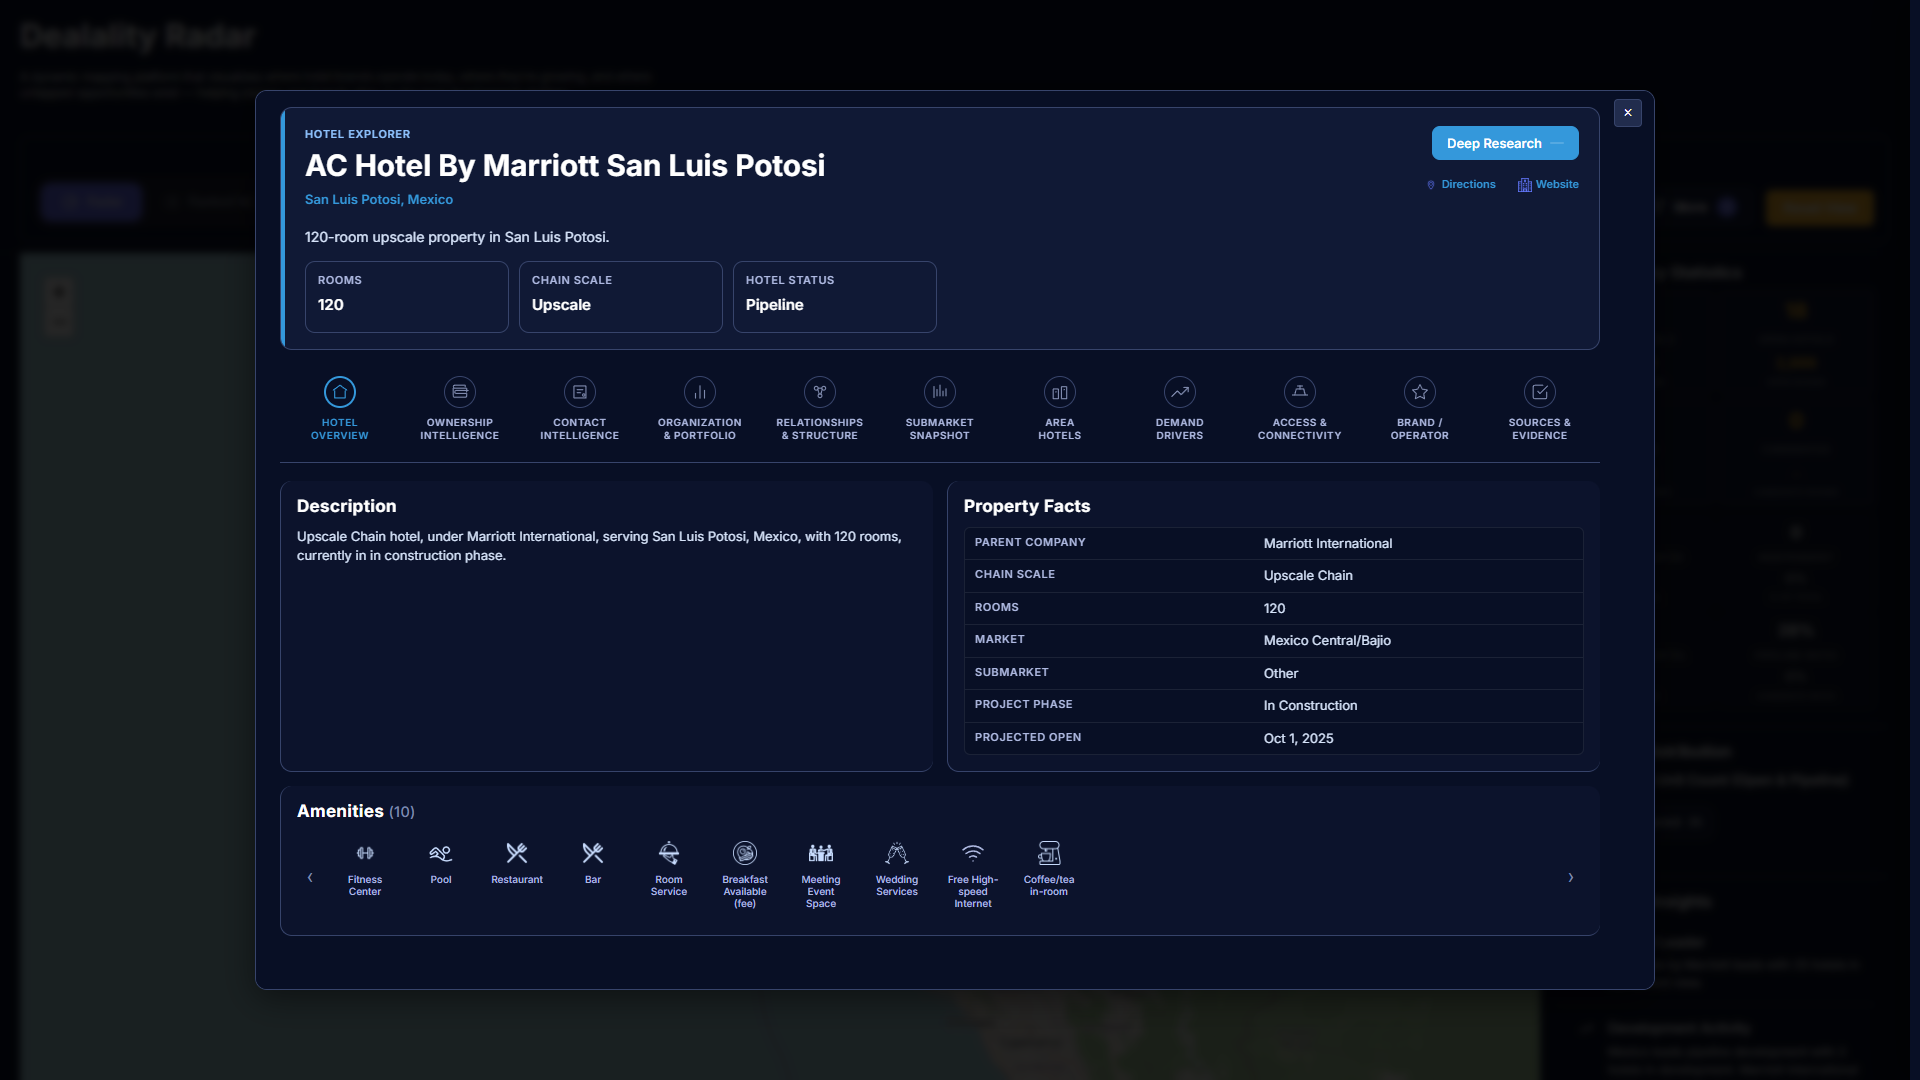 Dealality Radar
×
HOTEL EXPLORER
AC Hotel By Marriott San Luis Potosi
San Luis Potosi, Mexico
Deep Research
Directions
Website
120-room upscale property in San Luis Potosi.
ROOMS
120
CHAIN SCALE
Upscale
HOTEL STATUS
Pipeline
HOTEL
OVERVIEW
OWNERSHIP
INTELLIGENCE
CONTACT
INTELLIGENCE
ORGANIZATION
& PORTFOLIO
RELATIONSHIPS
& STRUCTURE
SUBMARKET
SNAPSHOT
AREA
HOTELS
DEMAND
DRIVERS
ACCESS &
CONNECTIVITY
BRAND /
OPERATOR
SOURCES &
EVIDENCE
Description
Upscale Chain hotel, under Marriott International, serving San Luis Potosi, Mexico, with 120 rooms,
currently in in construction phase.
Property Facts
PARENT COMPANY Marriott International
CHAIN SCALE Upscale Chain
ROOMS 120
MARKET Mexico Central/Bajio
SUBMARKET Other
PROJECT PHASE In Construction
PROJECTED OPEN Oct 1, 2025
Amenities (10)
Fitness
Center
Pool
Restaurant
Bar
Room
Service
Breakfast
Available
(fee)
Meeting
Event
Space
Wedding
Services
Free High-
speed
Internet
Coffee/tea
in-room